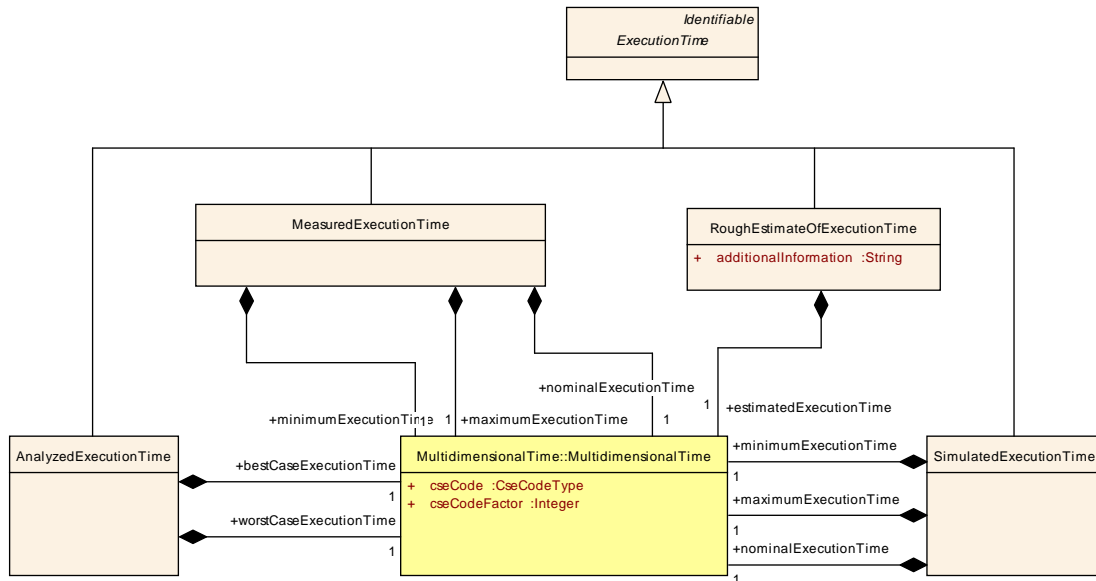 Identifiable
ExecutionTime
MeasuredExecutionTime
RoughEstimateOfExecutionTime
+ additionalInformation :String
+nominalExecutionTime
1
+minimumExecutionTime
1
+maximumExecutionTime
1
+estimatedExecutionTime
1
AnalyzedExecutionTime
+bestCaseExecutionTime
1
+worstCaseExecutionTime
1
MultidimensionalTime::MultidimensionalTime
+ cseCode :CseCodeType
+ cseCodeFactor :Integer
+minimumExecutionTime
1
+maximumExecutionTime
1
+nominalExecutionTime
1
SimulatedExecutionTime